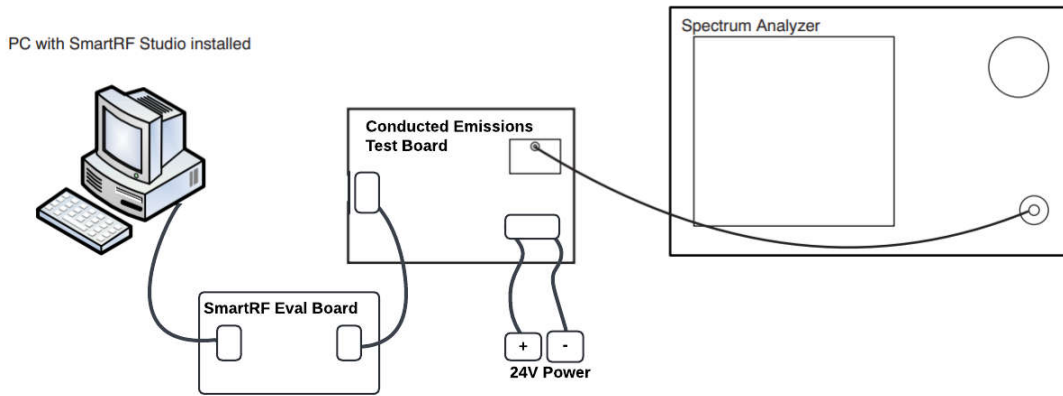 PC with SmartRF Studio installed
Spectrum Analyzer
Conducted Emissions
Test Board
SmartRF Eval Board
+ -
24V Power